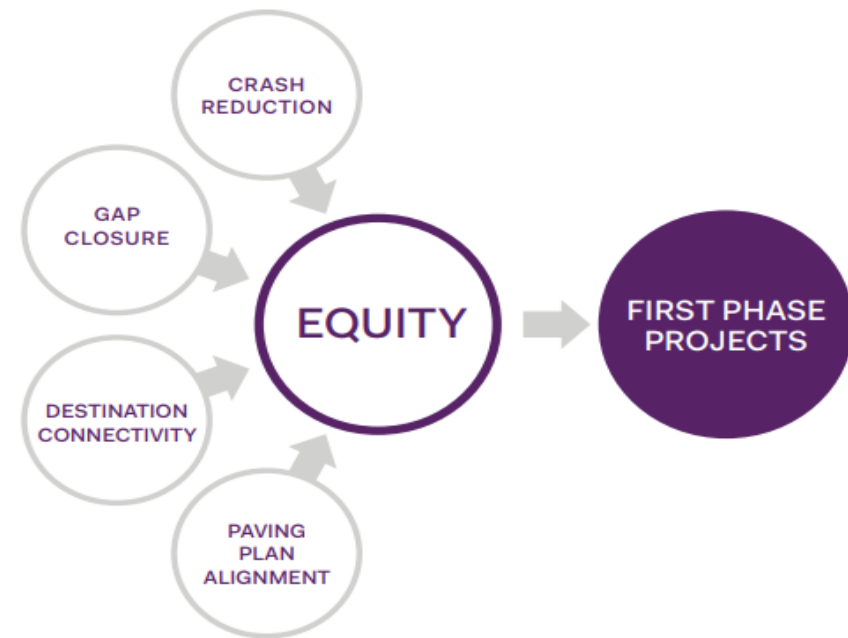 CRASH
REDUCTION
GAP
CLOSURE
DESTINATION
CONNECTIVITY
PAVING
PLAN
ALIGNMENT
EQUITY
FIRST PHASE
PROJECTS